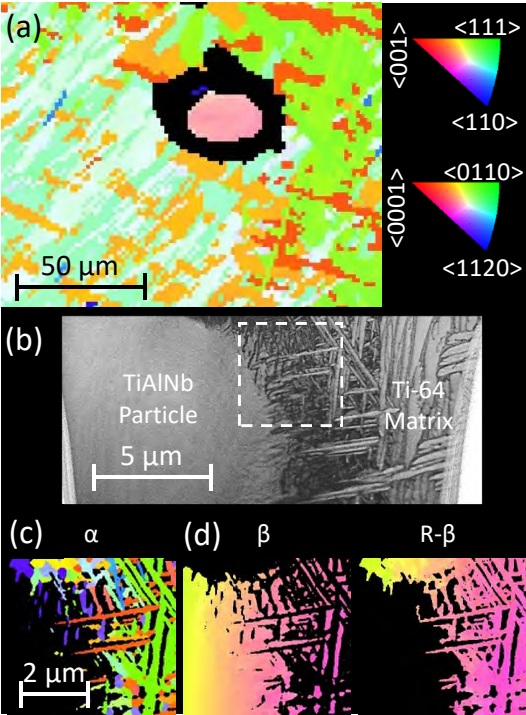 (a)
<111>
<001>
<110>
<0110>
<0001>
<1120>
50 μm
(b)
TiAlNb
Particle
Ti-64
Matrix
5 μm
(c)
α
(d)
β
R-β
2 μm